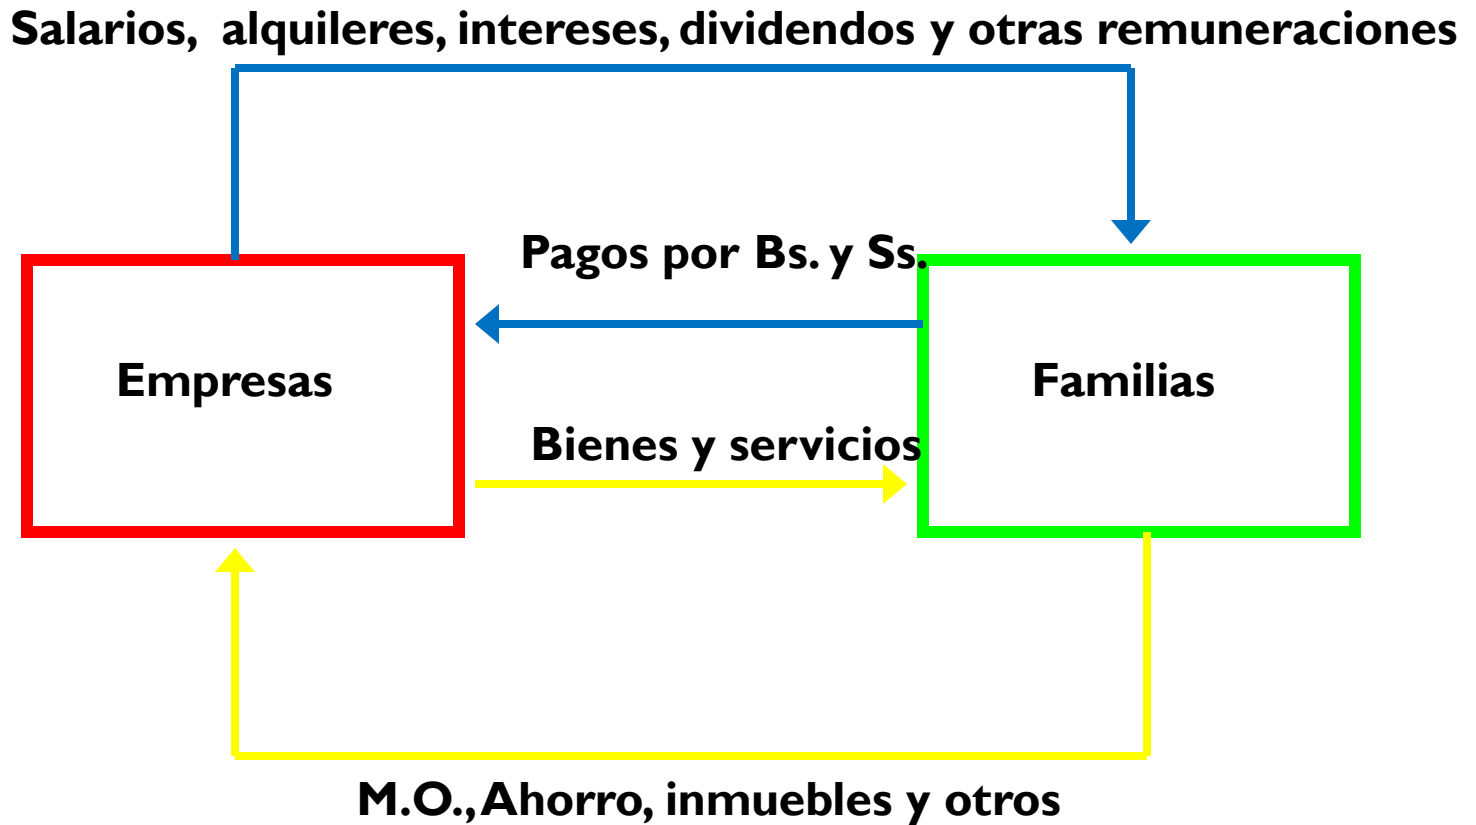 Salarios, alquileres, intereses, dividendos y otras remuneraciones
Pagos por Bs. y Ss.
Empresas
Familias
Bienes y servicios
M.O., Ahorro, inmuebles y otros